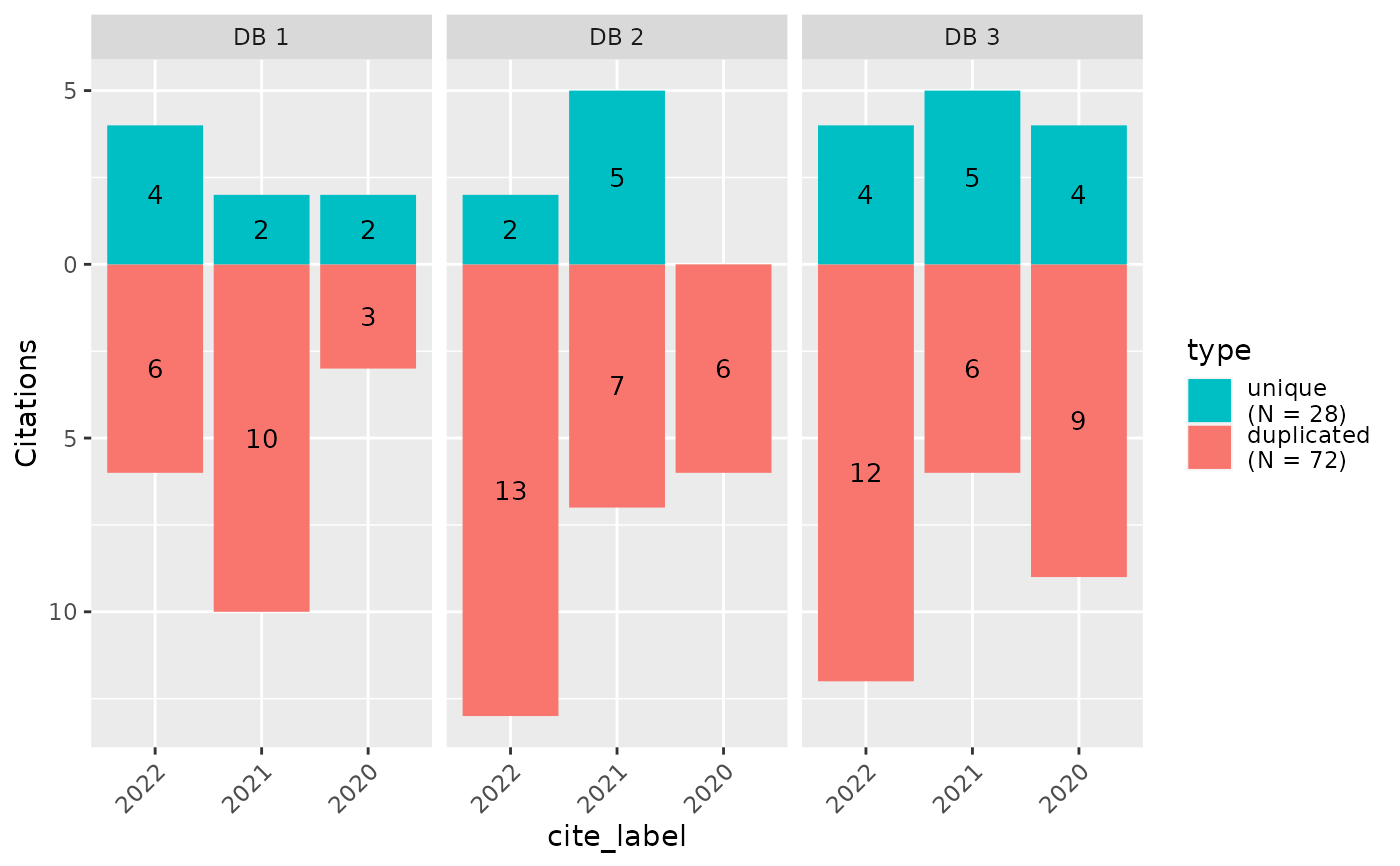 DB 1 DB 2 DB 3
5
4 2 2 2 5 4 5 4
0
6 10 3 13 7 6 12 6 9
5
10
Citations
2022 2021 2020 2022 2021 2020 2022 2021 2020
cite_label
type
unique
(N = 28)
duplicated
(N = 72)